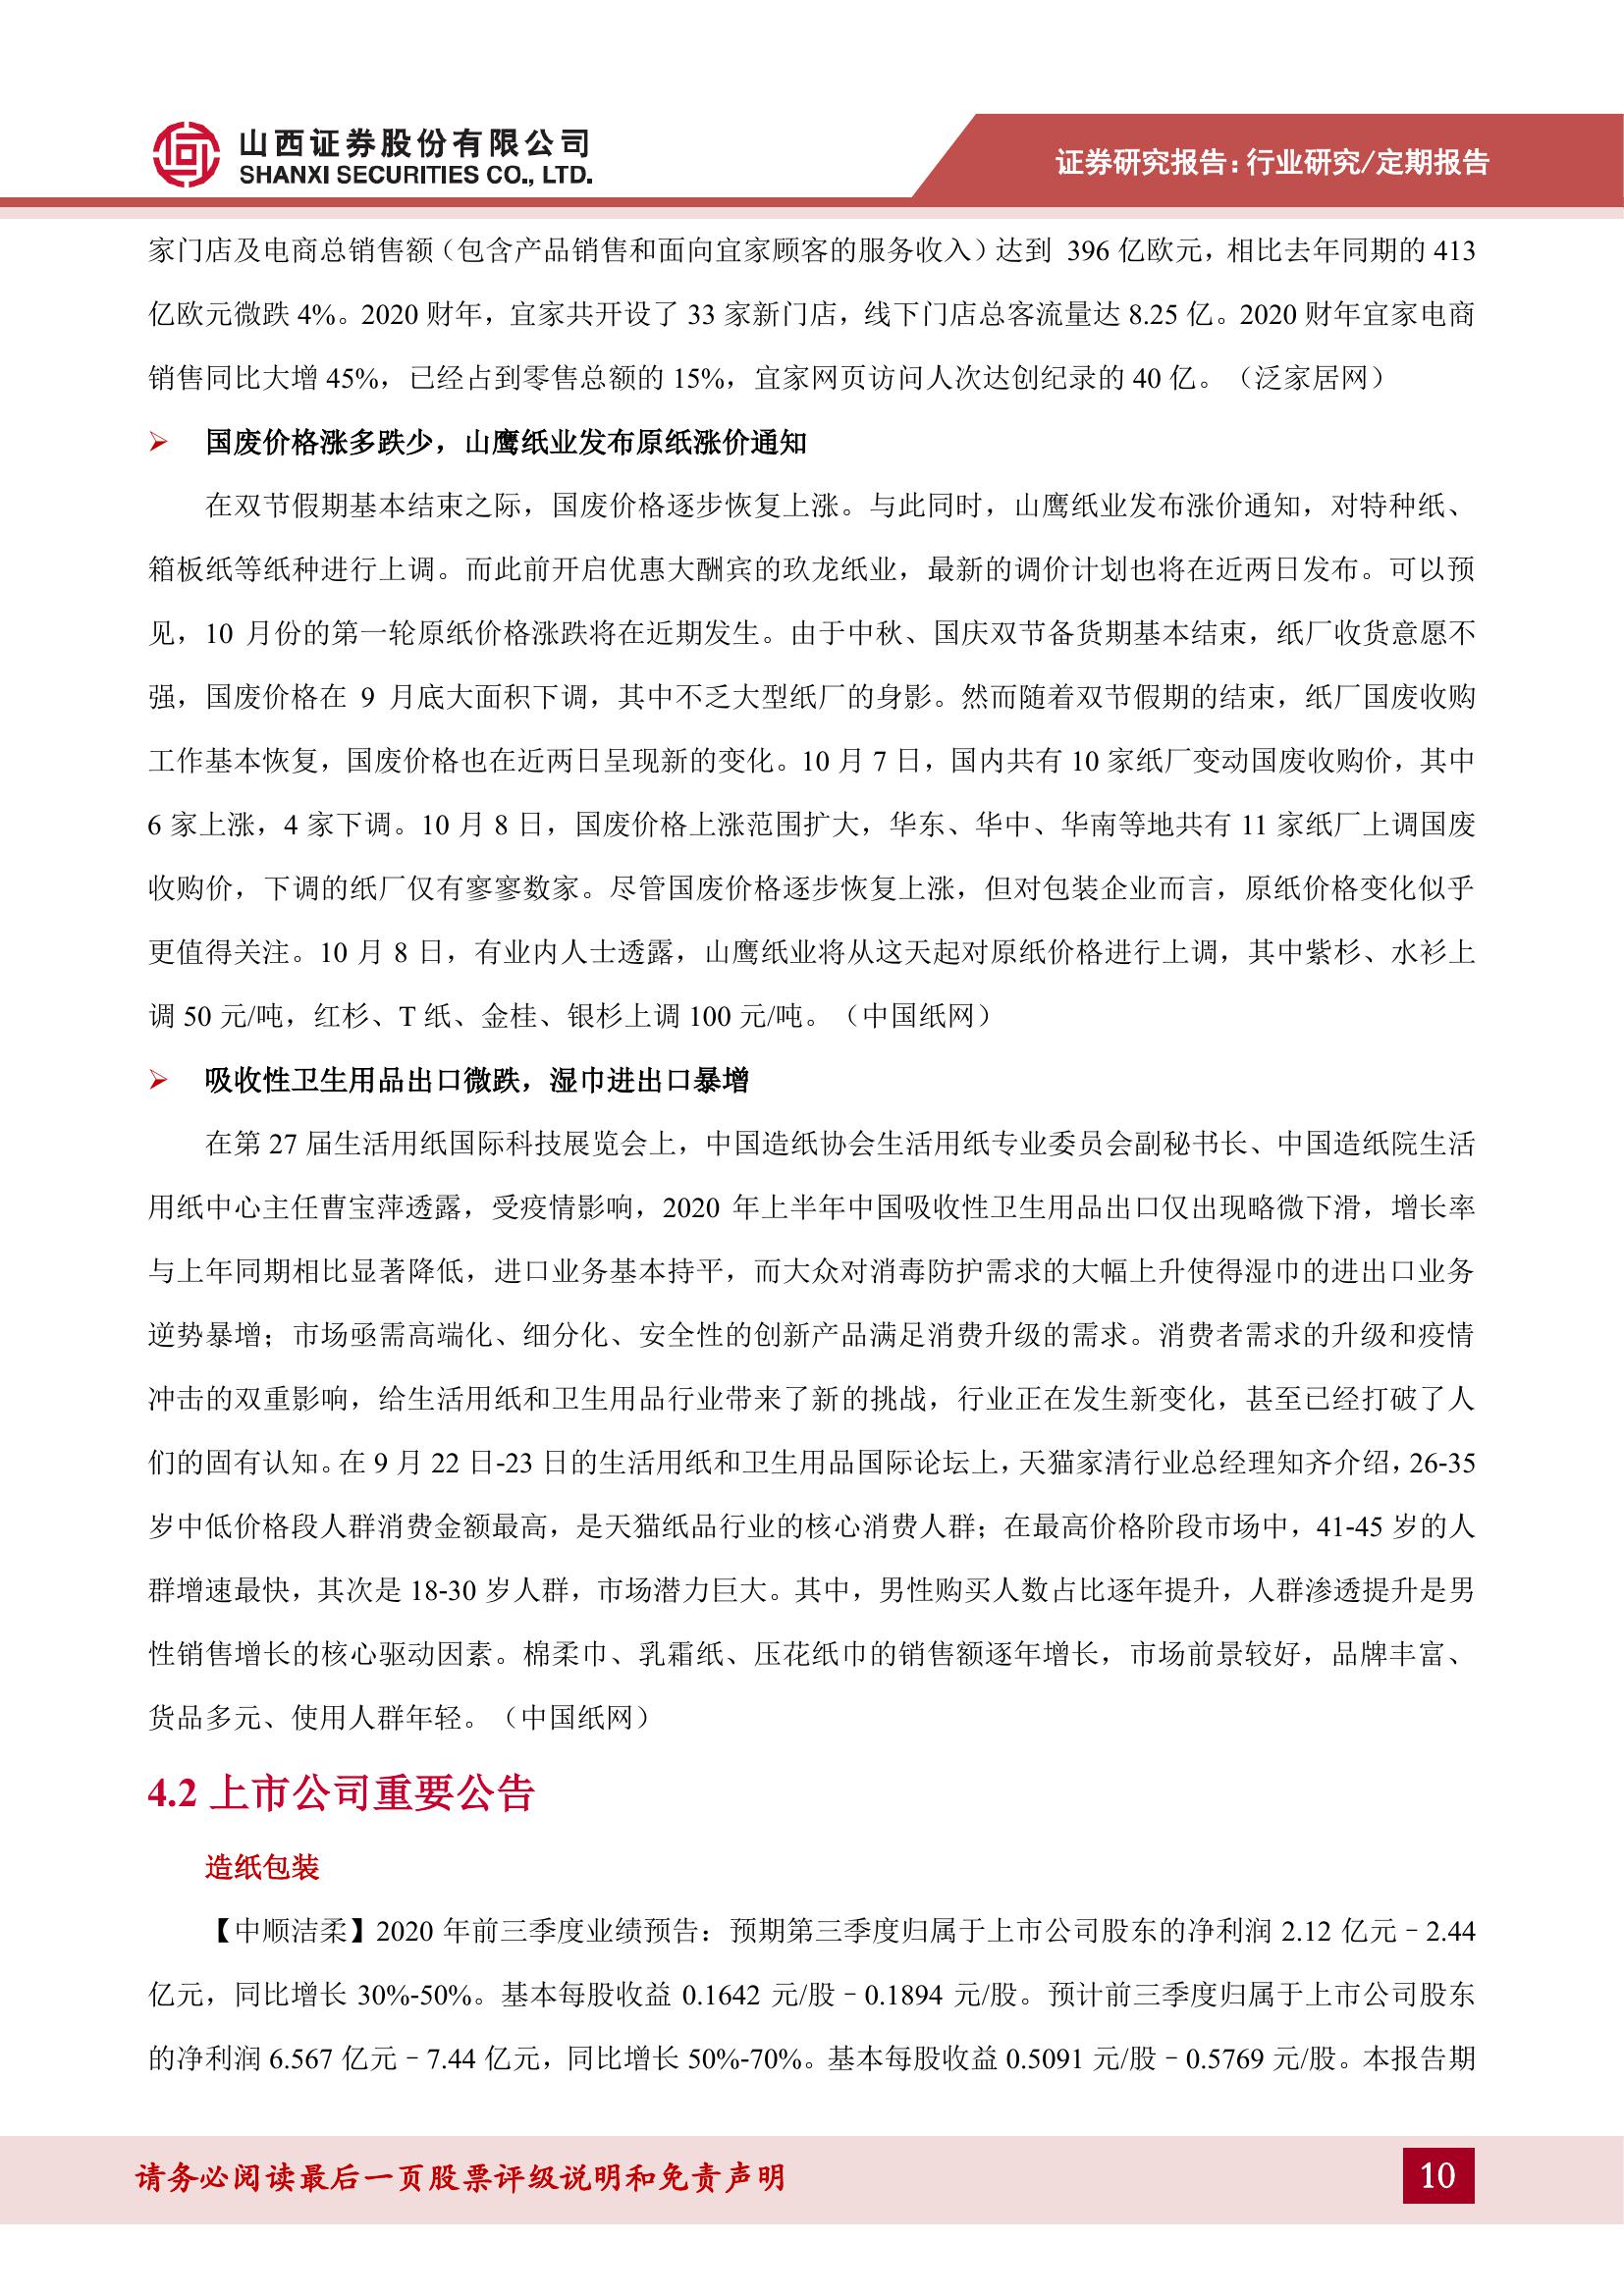 山西证券股份有限公司
SHANXI SECURITIES CO., LTD.
证券研究报告：行业研究/定期报告
家门店及电商总销售额（包含产品销售和面向宜家顾客的服务收入）达到 396 亿欧元，相比去年同期的 413
亿欧元微跌 4%。2020 财年，宜家共开设了 33 家新门店，线下门店总客流量达 8.25 亿。2020 财年宜家电商
销售同比大增 45%，已经占到零售总额的 15%，宜家网页访问人次达创纪录的 40 亿。（泛家居网）
➢ 国废价格涨多跌少，山鹰纸业发布原纸涨价通知
在双节假期基本结束之际，国废价格逐步恢复上涨。与此同时，山鹰纸业发布涨价通知，对特种纸、
箱板纸等纸种进行上调。而此前开启优惠大酬宾的玖龙纸业，最新的调价计划也将在近两日发布。可以预
见，10 月份的第一轮原纸价格涨跌将在近期发生。由于中秋、国庆双节备货期基本结束，纸厂收货意愿不
强，国废价格在 9 月底大面积下调，其中不乏大型纸厂的身影。然而随着双节假期的结束，纸厂国废收购
工作基本恢复，国废价格也在近两日呈现新的变化。10 月 7 日，国内共有 10 家纸厂变动国废收购价，其中
6 家上涨，4 家下调。10 月 8 日，国废价格上涨范围扩大，华东、华中、华南等地共有 11 家纸厂上调国废
收购价，下调的纸厂仅有寥寥数家。尽管国废价格逐步恢复上涨，但对包装企业而言，原纸价格变化似乎
更值得关注。10 月 8 日，有业内人士透露，山鹰纸业将从这天起对原纸价格进行上调，其中紫杉、水衫上
调 50 元/吨，红杉、T 纸、金桂、银杉上调 100 元/吨。（中国纸网）
➢ 吸收性卫生用品出口微跌，湿巾进出口暴增
在第 27 届生活用纸国际科技展览会上，中国造纸协会生活用纸专业委员会副秘书长、中国造纸院生活
用纸中心主任曹宝萍透露，受疫情影响，2020 年上半年中国吸收性卫生用品出口仅出现略微下滑，增长率
与上年同期相比显著降低，进口业务基本持平，而大众对消毒防护需求的大幅上升使得湿巾的进出口业务
逆势暴增；市场亟需高端化、细分化、安全性的创新产品满足消费升级的需求。消费者需求的升级和疫情
冲击的双重影响，给生活用纸和卫生用品行业带来了新的挑战，行业正在发生新变化，甚至已经打破了人
们的固有认知。在 9 月 22 日-23 日的生活用纸和卫生用品国际论坛上，天猫家清行业总经理知齐介绍，26-35
岁中低价格段人群消费金额最高，是天猫纸品行业的核心消费人群；在最高价格阶段市场中，41-45 岁的人
群增速最快，其次是 18-30 岁人群，市场潜力巨大。其中，男性购买人数占比逐年提升，人群渗透提升是男
性销售增长的核心驱动因素。棉柔巾、乳霜纸、压花纸巾的销售额逐年增长，市场前景较好，品牌丰富、
货品多元、使用人群年轻。（中国纸网）
4.2 上市公司重要公告
造纸包装
【中顺洁柔】2020 年前三季度业绩预告：预期第三季度归属于上市公司股东的净利润 2.12 亿元–2.44
亿元，同比增长 30%-50%。基本每股收益 0.1642 元/股–0.1894 元/股。预计前三季度归属于上市公司股东
的净利润 6.567 亿元–7.44 亿元，同比增长 50%-70%。基本每股收益 0.5091 元/股–0.5769 元/股。本报告期
请务必阅读最后一页股票评级说明和免责声明
10